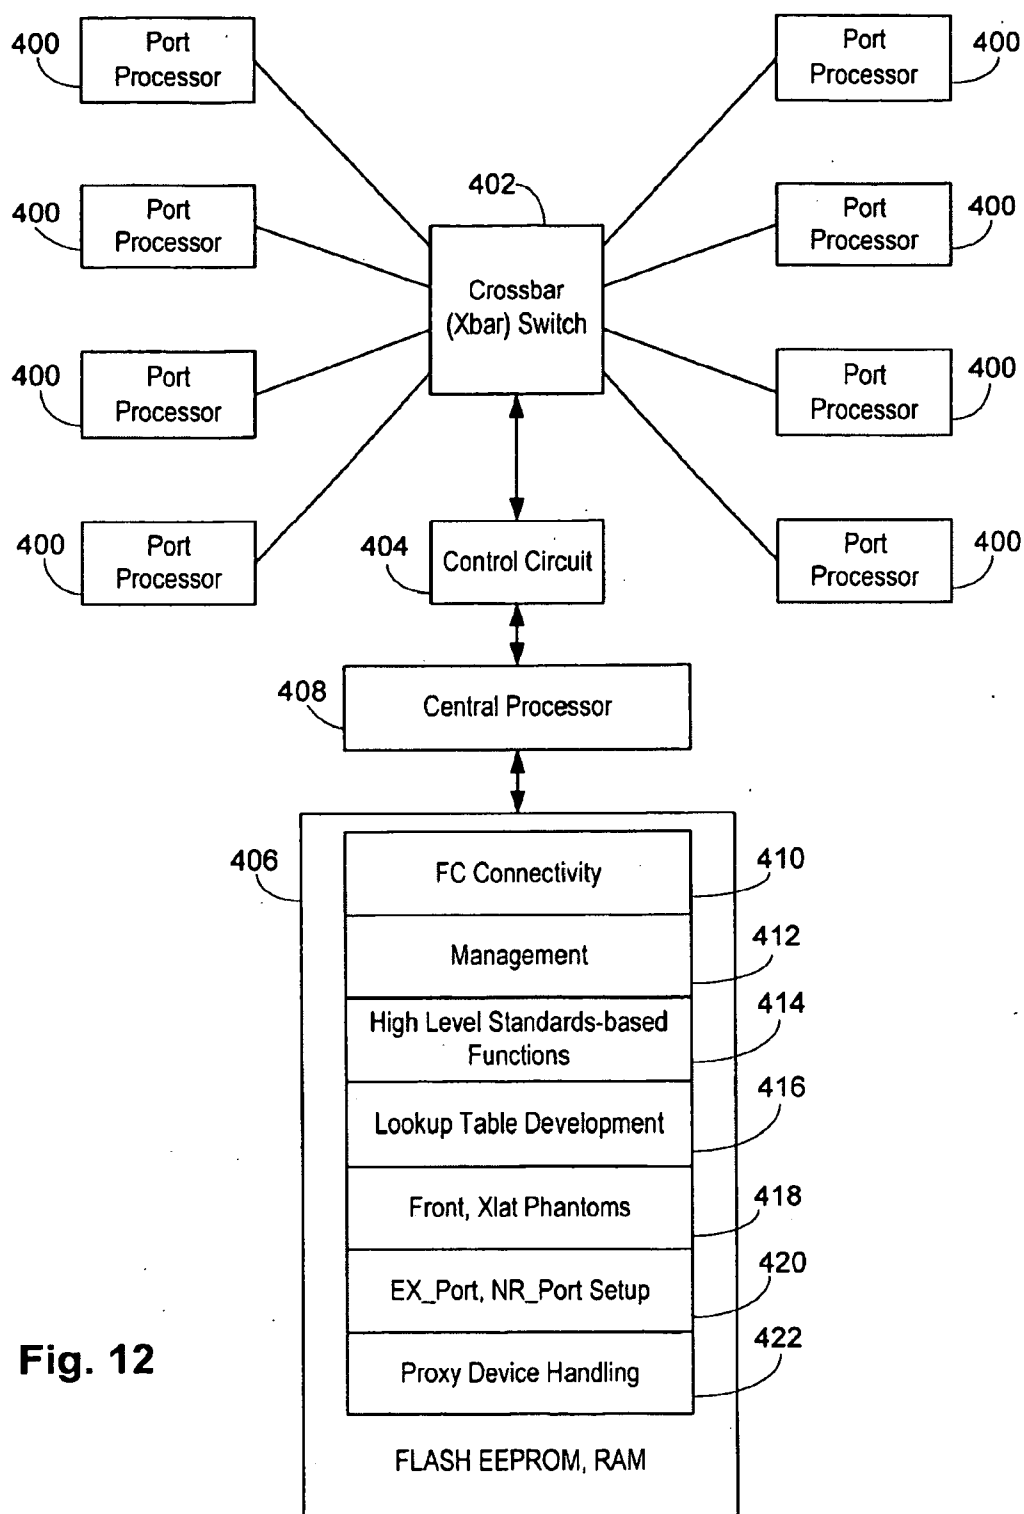 400
Port
Processor
Port
Processor
400
402
400
Port
Processor
Port
Processor
400
Crossbar
(Xbar) Switch
400
Port
Processor
Port
Processor
400
400
Port
Processor
404
Control Circuit
Port
Processor
400
408
Central Processor
406
FC Connectivity
410
Management
412
High Level Standards-based
Functions
414
Lookup Table Development
416
Front, Xlat Phantoms
418
EX_Port, NR_Port Setup
420
Proxy Device Handling
422
Fig. 12
FLASH EEPROM, RAM